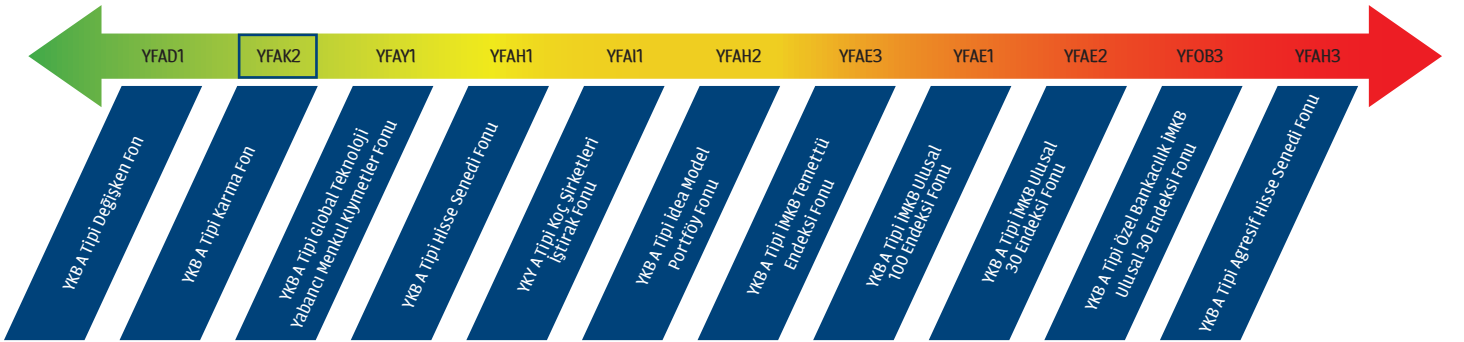 YFAD1
YFAK2
YFAY1
YFAH1
YFAI1
YFAH2
YFAE3
YFAE1
YFAE2
YFOB3
YFAH3
YKB A Tipi Değişken Fon
YKB A Tipi Karma Fon
YKB A Tipi Global Teknoloji
Yabancı Menkul Kıymetler Fonu
YKB A Tipi Hisse Senedi Fonu
YKY A Tipi Koç Şirketleri
İştirak Fonu
YKB A Tipi İdea Model
Portföy Fonu
YKB A Tipi İMKB Temettü
Endeksi Fonu
YKB A Tipi İMKB Ulusal
100 Endeksi Fonu
YKB A Tipi İMKB Ulusal
30 Endeksi Fonu
YKB A Tipi Özel Bankacılık İMKB
Ulusal 30 Endeksi Fonu
YKB A Tipi Agresif Hisse Senedi Fonu